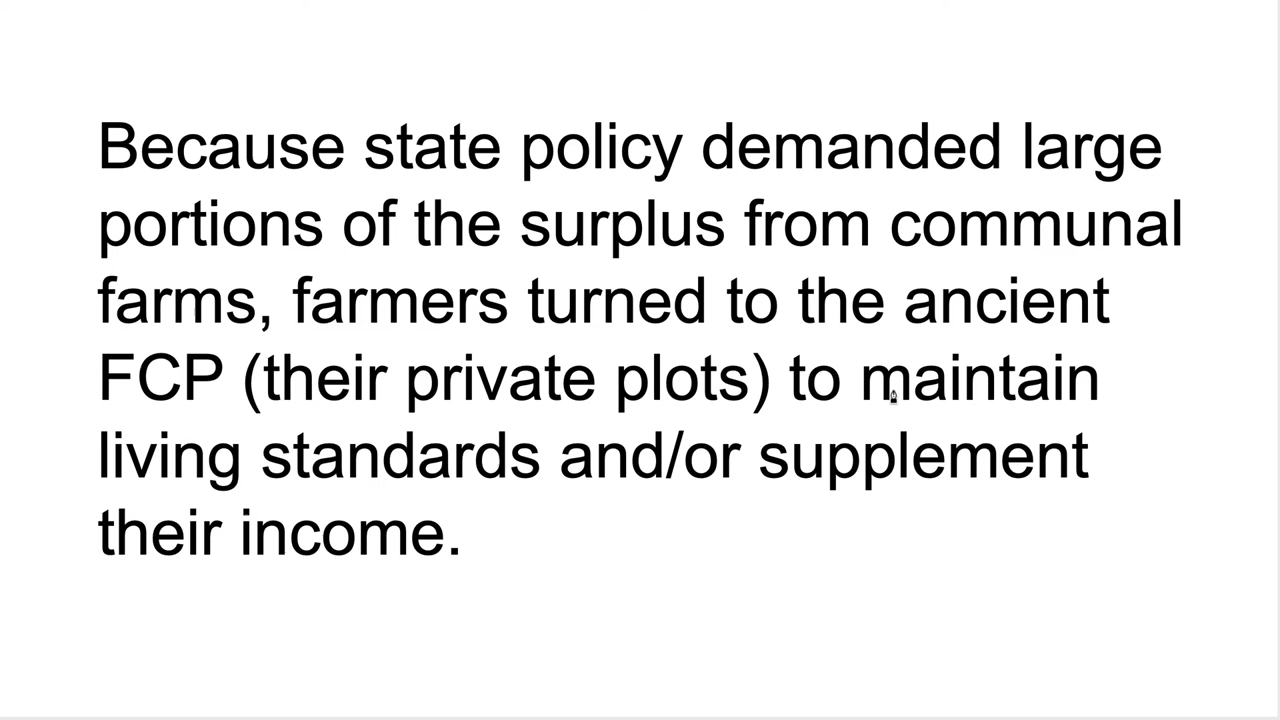 Because state policy demanded large
portions of the surplus from communal
farms, farmers turned to the ancient
FCP (their private plots) to maintain
living standards and/or supplement
their income.